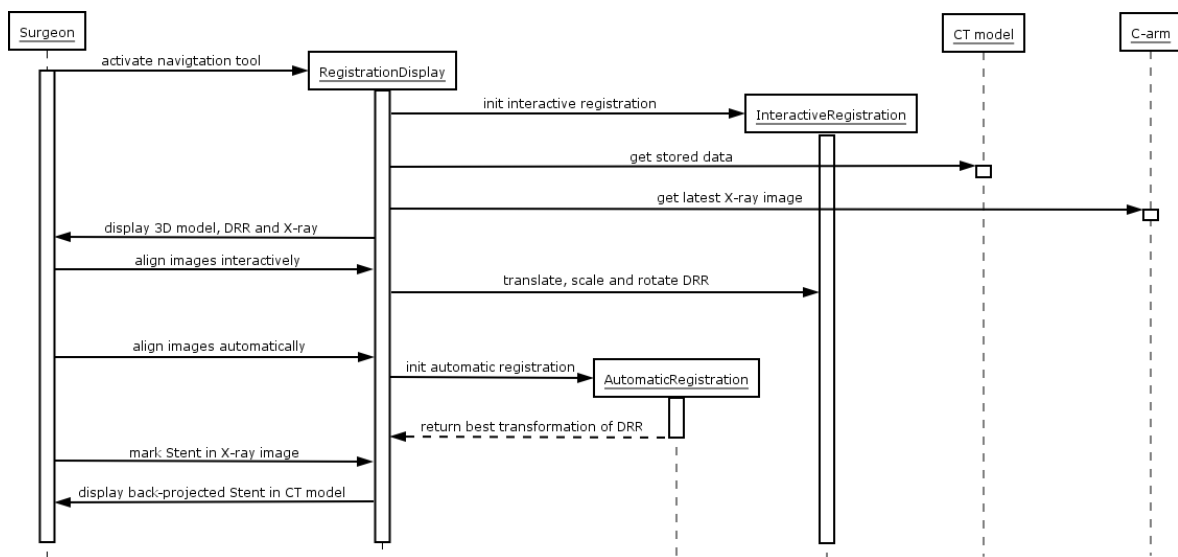 Surgeon
CT model
C-arm
activate navigtation tool
RegistrationDisplay
init interactive registration
InteractiveRegistration
get stored data
get latest X-ray image
display 3D model, DRR and X-ray
align images interactively
translate, scale and rotate DRR
align images automatically
init automatic registration
AutomaticRegistration
return best transformation of DRR
mark Stent in X-ray image
display back-projected Stent in CT model